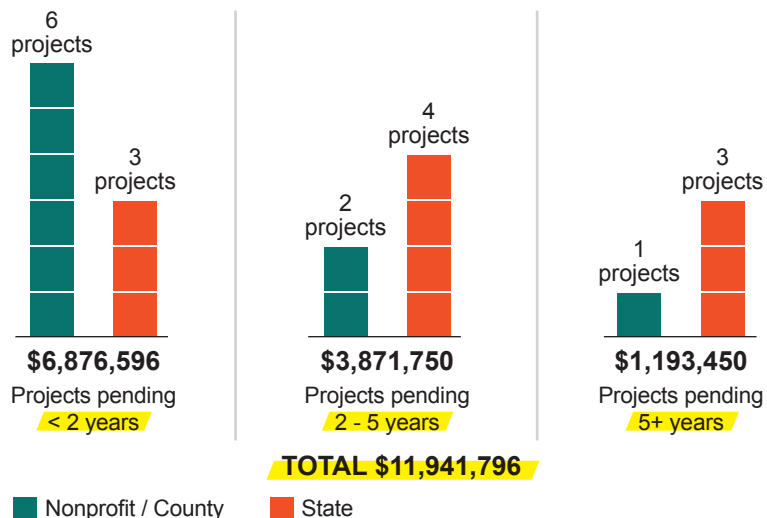 6
projects
3
projects
$6,876,596
Projects pending
< 2 years
2
projects
4
projects
$3,871,750
Projects pending
2 - 5 years
1
projects
3
projects
$1,193,450
Projects pending
5+ years
TOTAL $11,941,796
Nonprofit / County
State